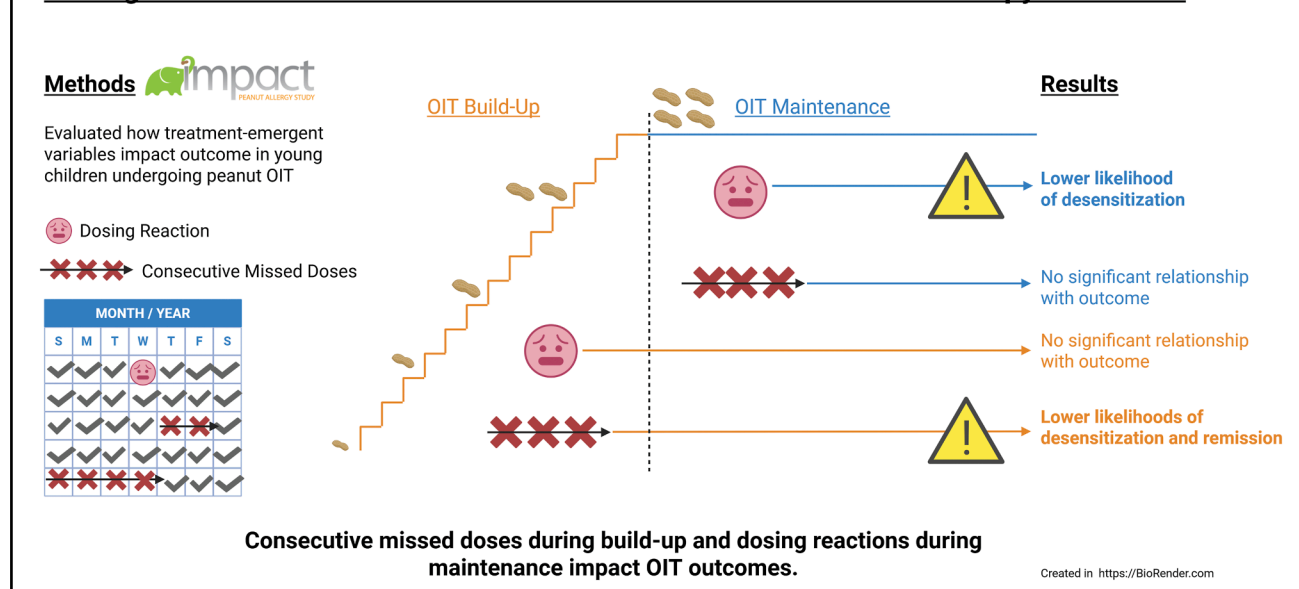 Methods
impact
PEANUT ALLERGY STUDY
Evaluated how treatment-emergent
variables impact outcome in young
children undergoing peanut OIT
Dosing Reaction
Consecutive Missed Doses
MONTH / YEAR
S M T W T F S
OIT Build-Up
OIT Maintenance
Results
Lower likelihood
of desensitization
No significant relationship
with outcome
No significant relationship
with outcome
Lower likelihoods of
desensitization and remission
Consecutive missed doses during build-up and dosing reactions during
maintenance impact OIT outcomes.
Created in https://BioRender.com